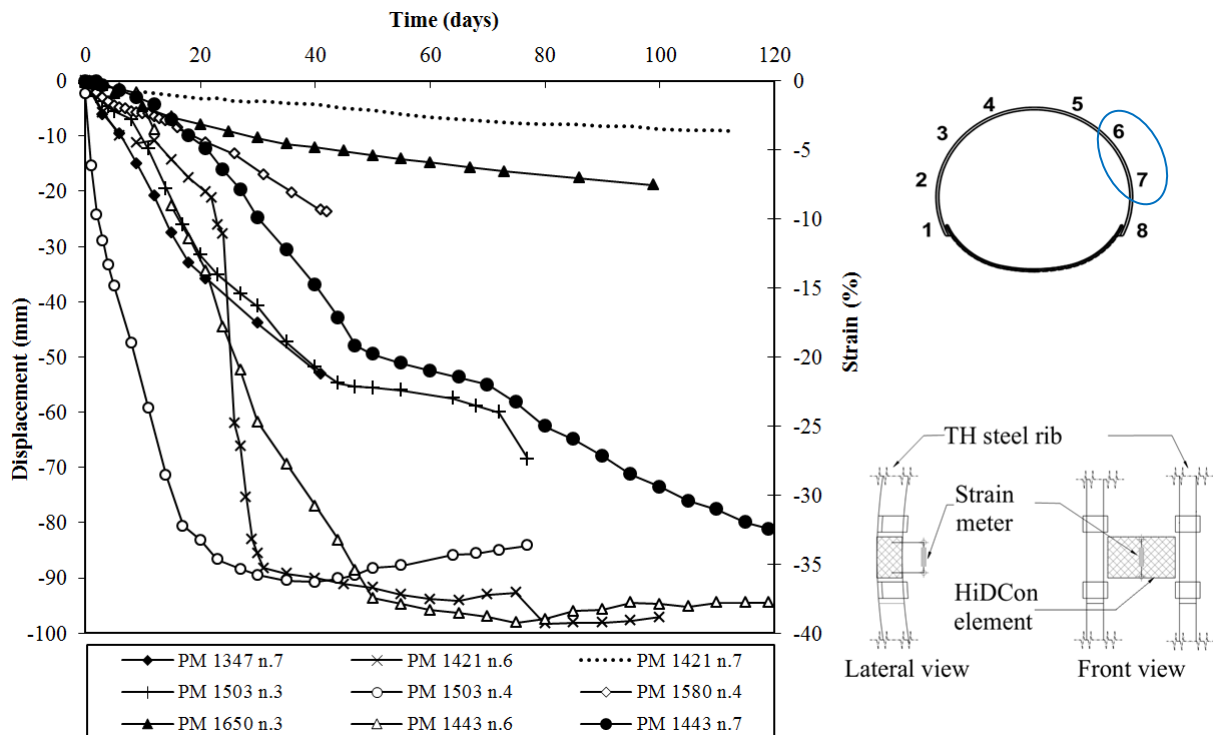 Time (days)
0 20 40 60 80 100 120
0
-10
-20
-30
-40
-50
-60
-70
-80
-90
-100
Displacement (mm)
0
-5
-10
-15
-20
-25
-30
-35
-40
Strain (%)
PM 1347 n.7 PM 1421 n.6 PM 1421 n.7
PM 1503 n.3 PM 1503 n.4 PM 1580 n.4
PM 1650 n.3 PM 1443 n.6 PM 1443 n.7
4 5
3 6
2 7
1 8
TH steel rib
Strain
meter
HiDCon
element
Lateral view Front view